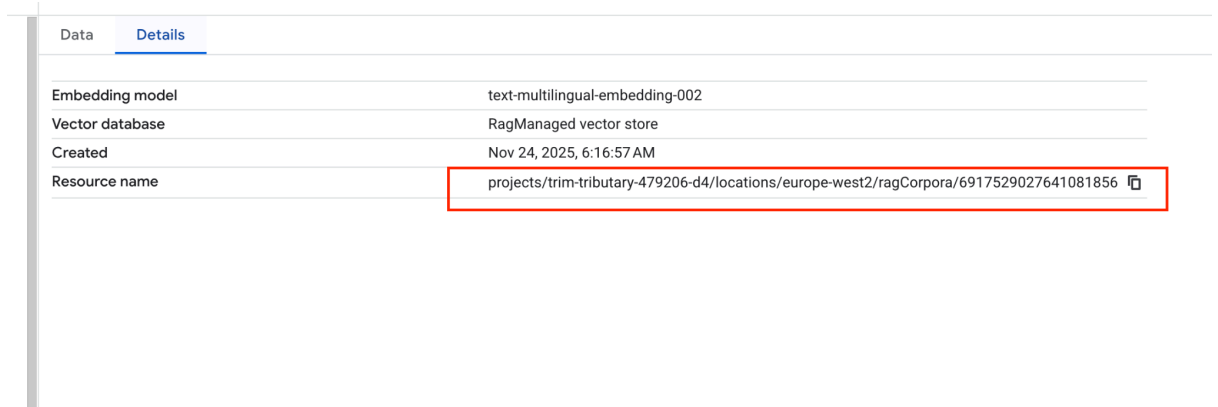 Data Details
Embedding model text-multilingual-embedding-002
Vector database RagManaged vector store
Created Nov 24, 2025, 6:16:57 AM
Resource name projects/trim-tributary-479206-d4/locations/europe-west2/ragCorpora/6917529027641081856